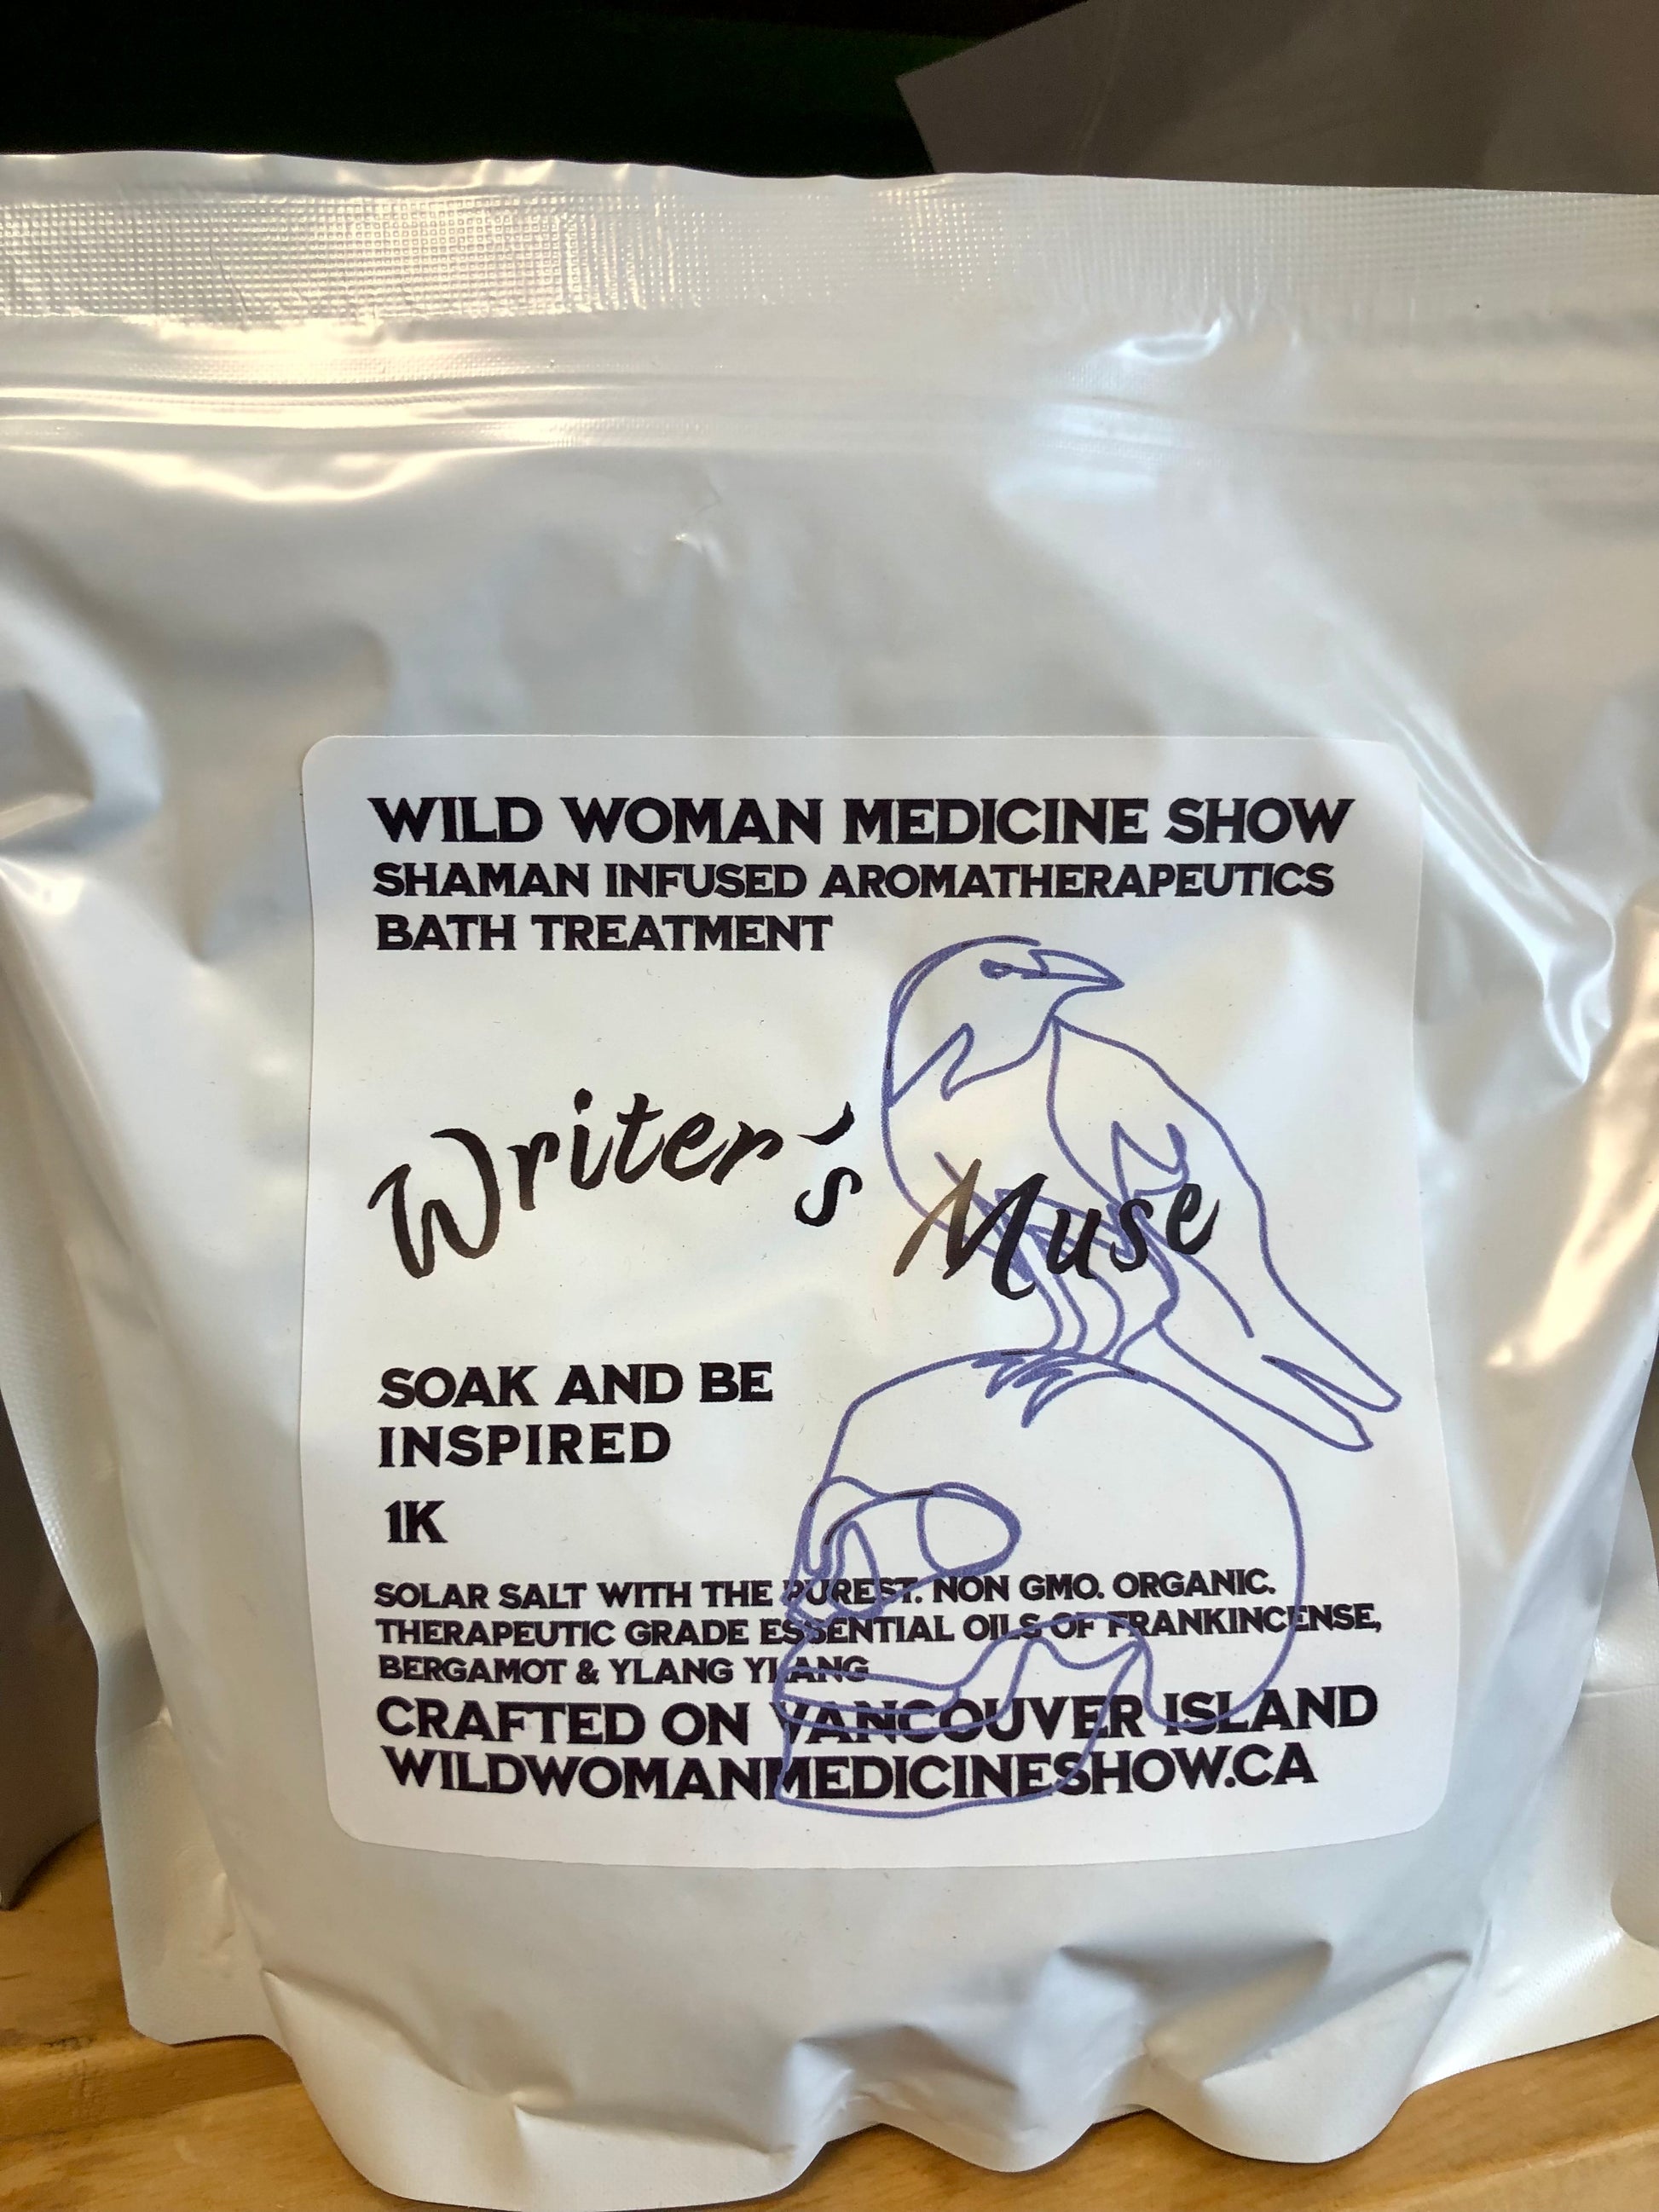 WILD WOMAN MEDICINE SHOW
SHAMAN INFUSED AROMATHERAPEUTICS
BATH TREATMENT
Writer's Muse
SOAK AND BE
INSPIRED
1K
SOLAR SALT WITH THE PUREST. NON GMO. ORGANIC.
THERAPEUTIC GRADE ESSENTIAL OILS OF FRANKINCENSE,
BERGAMOT & YLANG YLANG
CRAFTED ON VANCOUVER ISLAND
WILDWOMANMEDICINESHOW.CA